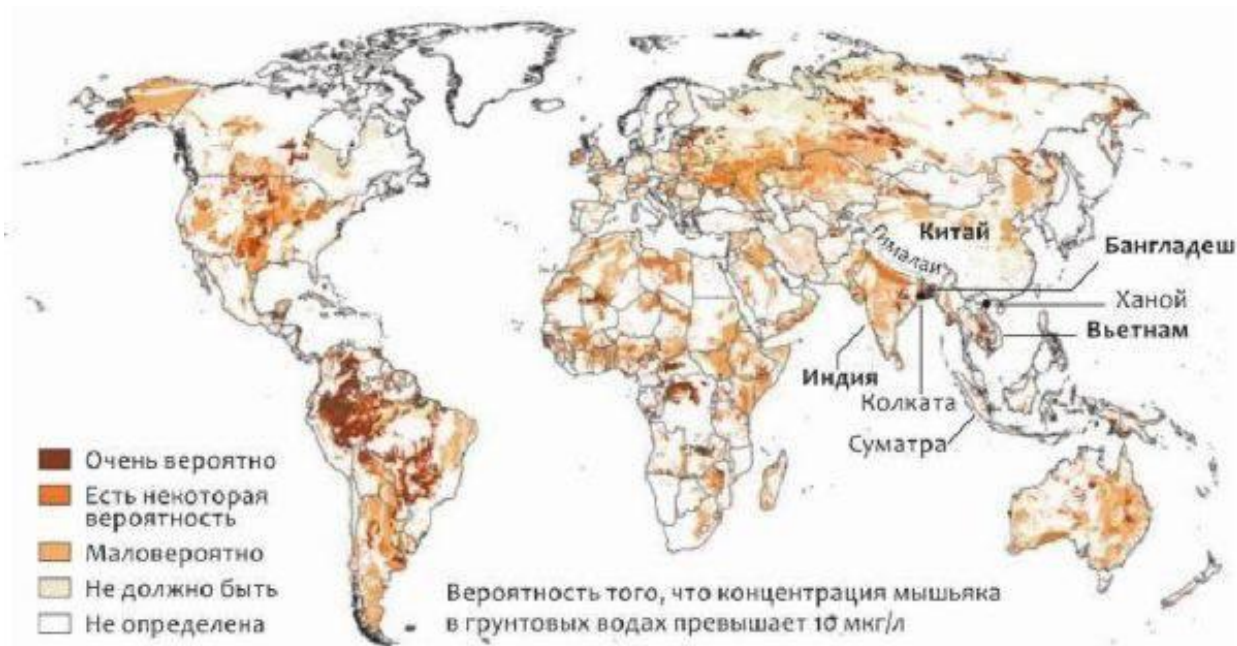 Китай
Гималаи
Бангладеш
Ханой
Вьетнам
Индия
Колката
Суматра
Очень вероятно
Есть некоторая
вероятность
Маловероятно
Не должно быть
Не определена
Вероятность того, что концентрация мышьяка
в грунтовых водах превышает 10 мкг/л